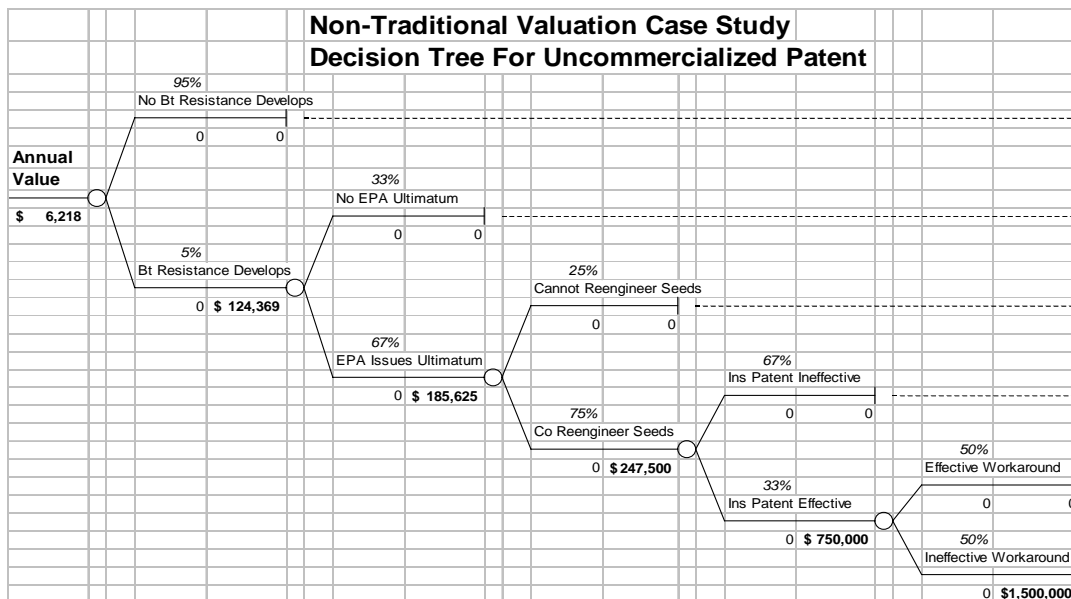 Non-Traditional Valuation Case Study
Decision Tree For Uncommercialized Patent
95%
No Bt Resistance Develops
0 0
Annual
Value
$ 6,218
33%
No EPA Ultimatum
0 0
5%
Bt Resistance Develops
0 $ 124,369
25%
Cannot Reengineer Seeds
0 0
67%
EPA Issues Ultimatum
0 $ 185,625
67%
Ins Patent Ineffective
0 0
75%
Co Reengineer Seeds
0 $ 247,500
50%
Effective Workaround
0 0
33%
Ins Patent Effective
0 $ 750,000
50%
Ineffective Workaround
0 $1,500,000